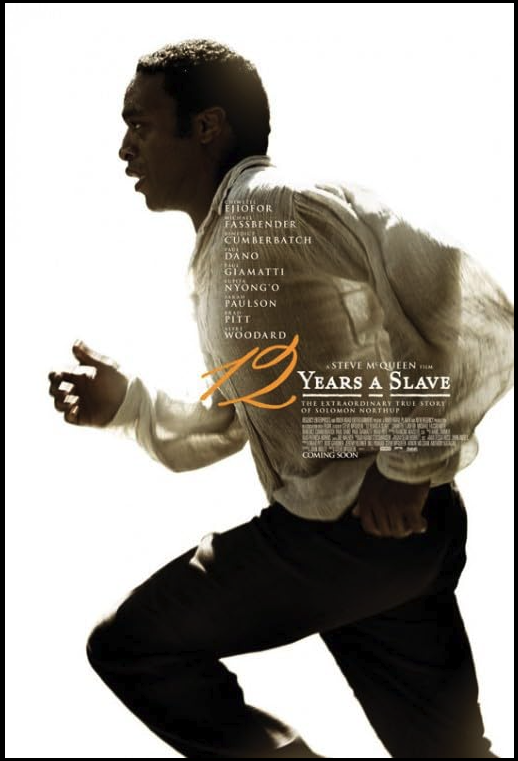 CHIWETEL
EJIOFOR
MICHAEL
FASSBENDER
BENEDICT
CUMBERBATCH
PAUL
DANO
PAUL
GIAMATTI
LUPITA
NYONG'O
SARAH
PAULSON
BRAD
PITT
ALFRE
WOODARD
A STEVE McQUEEN FILM
12 YEARS A SLAVE
THE EXTRAORDINARY TRUE STORY
OF SOLOMON NORTHUP
COMING SOON